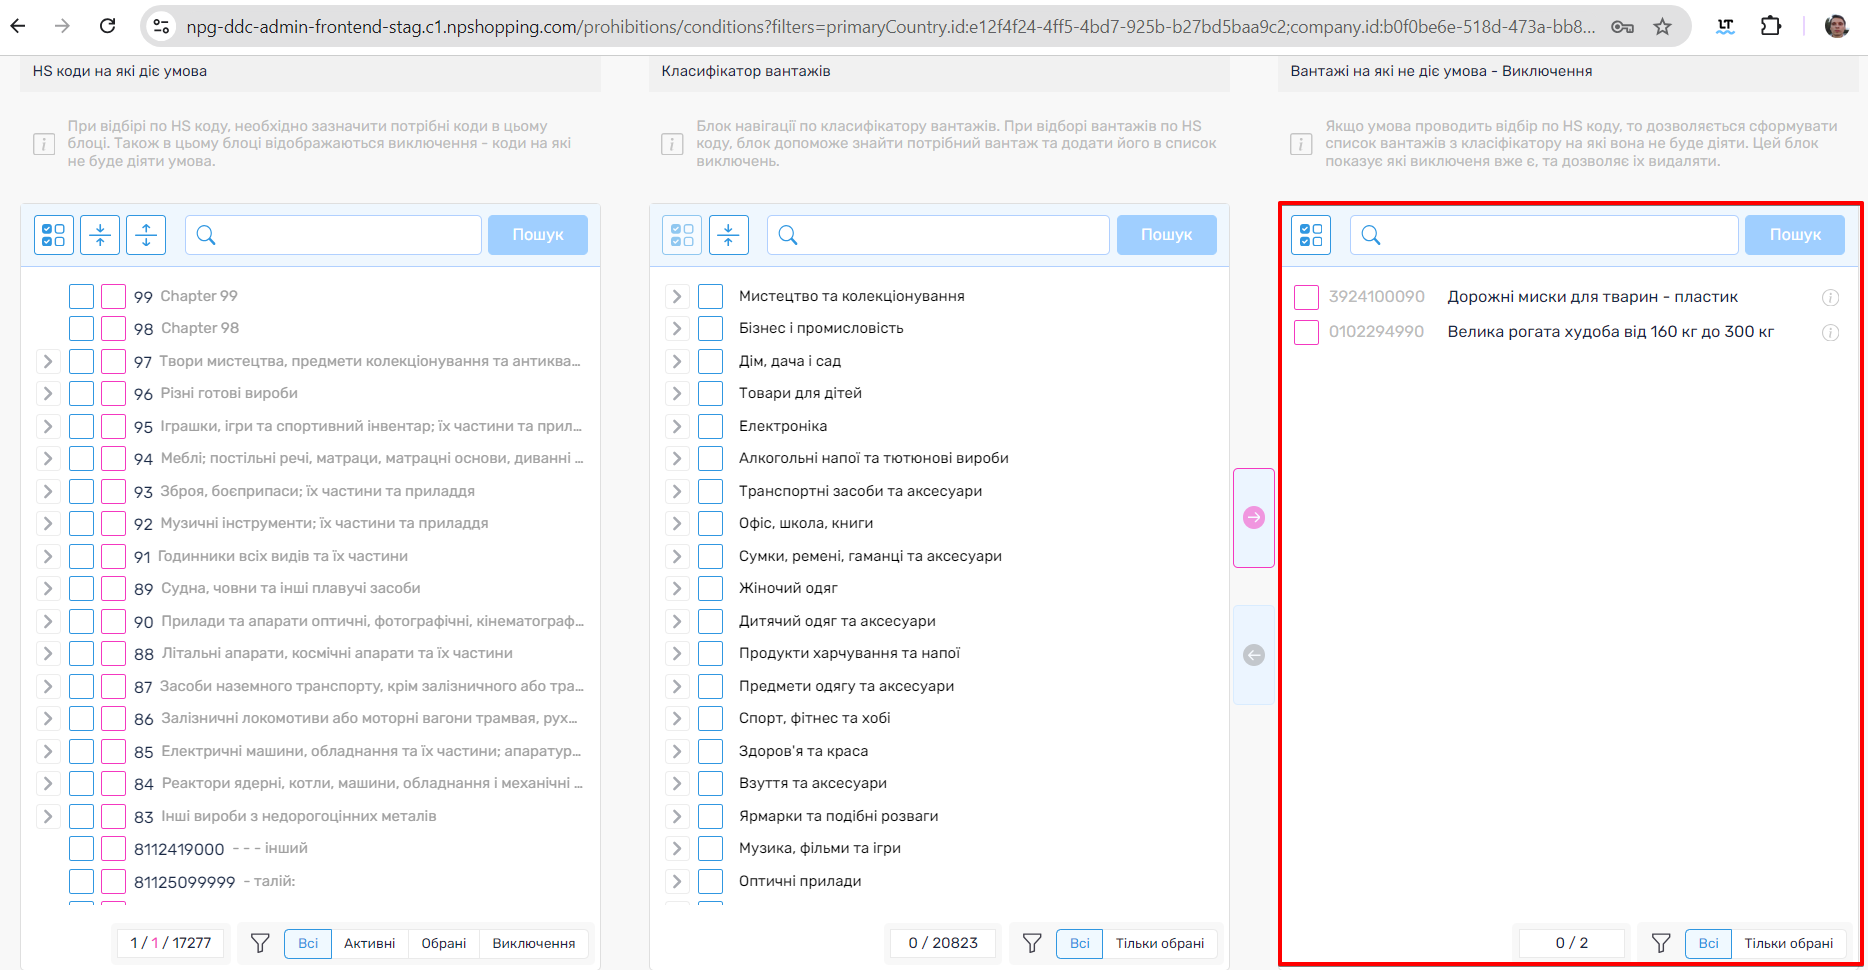 npg-ddc-admin-frontend-stag.c1.npshopping.com/prohibitions/conditions?filters=primaryCountry.id:e12f4f24-4ff5-4bd7-925b-b27bd5baa9c2;company.id:b0f0be6e-518d-473a-bb8...
LT
HS коди на які діє умова
При відбірі по HS коду, необхідно зазначити потрібні коди в цьому
блоці. Також в цьому блоці відображаються виключення - коди на які
не буде діяти умова.
Пошук
99 Chapter 99
98 Chapter 98
97 Твори мистецтва, предмети колекціонування та антиква...
96 Різні готові вироби
95 Іграшки, ігри та спортивний інвентар; їх частини та прил...
94 Меблі; постільні речі, матраци, матрацні основи, диванні ...
93 Зброя, боєприпаси; їх частини та приладдя
92 Музичні інструменти; їх частини та приладдя
91 Годинники всіх видів та їх частини
89 Судна, човни та інші плавучі засоби
90 Прилади та апарати оптичні, фотографічні, кінематограф...
88 Літальні апарати, космічні апарати та їх частини
87 Засоби наземного транспорту, крім залізничного або тра...
86 Залізничні локомотиви або моторні вагони трамвая, рух...
85 Електричні машини, обладнання та їх частини; апаратур...
84 Реактори ядерні, котли, машини, обладнання і механічні ...
83 Інші вироби з недорогоцінних металів
8112419000 - - - інший
81125099999 - талій:
1 / 1 / 17277
Всі Активні Обрані Виключення
Класифікатор вантажів
Блок навігації по класифікатору вантажів. При відборі вантажів по HS
коду, блок допоможе знайти потрібний вантаж та додати його в список
виключень.
Пошук
Мистецтво та колекціонування
Бізнес і промисловість
Дім, дача і сад
Товари для дітей
Електроніка
Алкогольні напої та тютюнові вироби
Транспортні засоби та аксесуари
Офіс, школа, книги
Сумки, ремені, гаманці та аксесуари
Жіночий одяг
Дитячий одяг та аксесуари
Продукти харчування та напої
Предмети одягу та аксесуари
Спорт, фітнес та хобі
Здоров'я та краса
Взуття та аксесуари
Ярмарки та подібні розваги
Музика, фільми та ігри
Оптичні прилади
0 / 20823
Всі Тільки обрані
Вантажі на які не діє умова - Виключення
Якщо умова проводить відбір по HS коду, то дозволяється сформувати
список вантажів з класіфікатору на які вона не буде діяти. Цей блок
показує які виключеня вже є, та дозволяє їх видаляти.
Пошук
3924100090 Дорожні миски для тварин - пластик
0102294990 Велика рогата худоба від 160 кг до 300 кг
0 / 2
Всі Тільки обрані